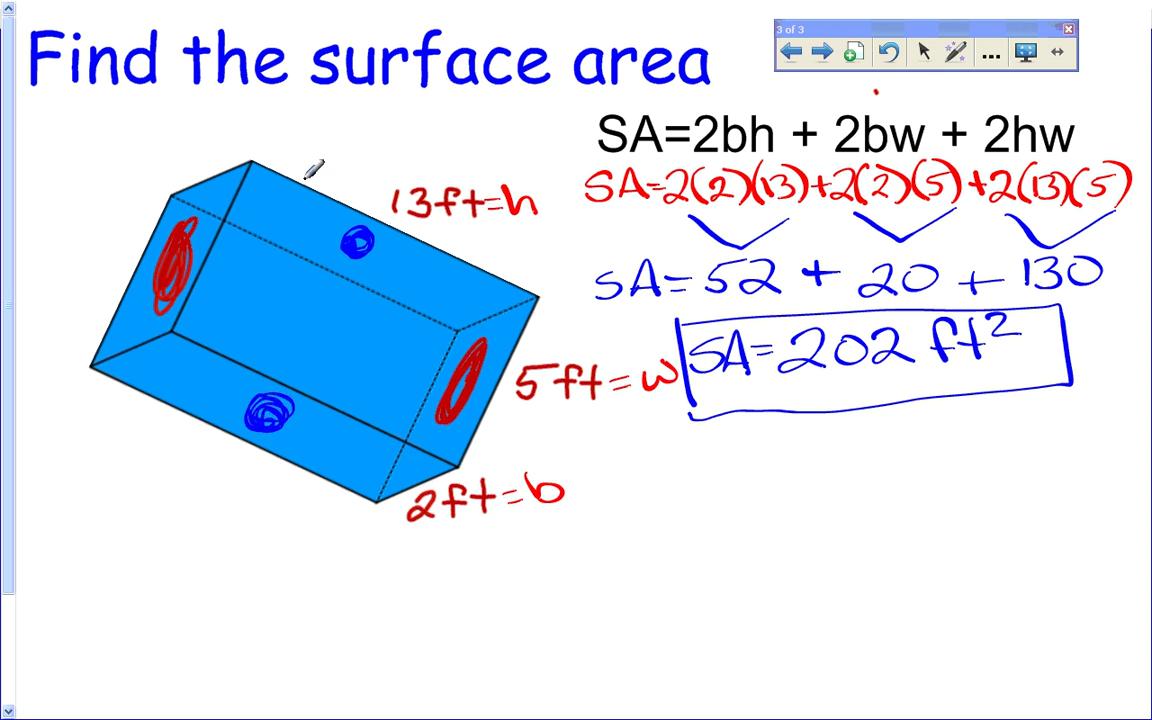 Find the surface area
3 of 3
SA=2bh + 2bw + 2hw
SA=2(2)(13)+2(2)(5)+2(13)(5)
13ft=h
SA=52 + 20 + 130
SA=202 ft²
5ft=w
2ft=b